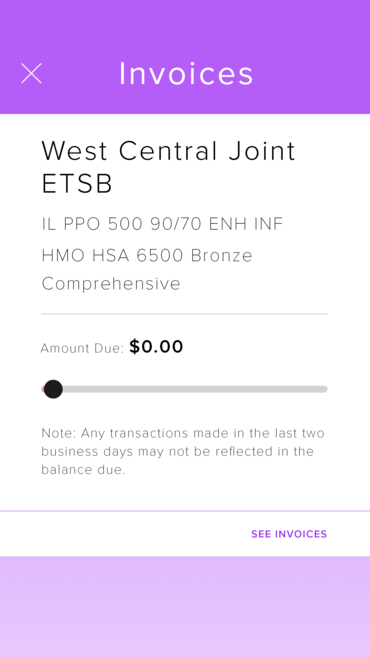 Invoices
West Central Joint
ETSB
IL PPO 500 90/70 ENH INF
HMO HSA 6500 Bronze
Comprehensive
Amount Due: $0.00
Note: Any transactions made in the last two
business days may not be reflected in the
balance due.
SEE INVOICES